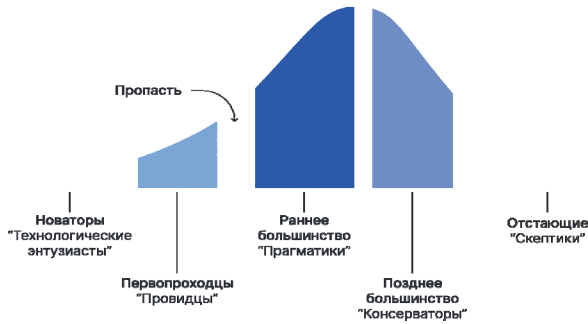 Пропасть
Новаторы
"Технологические
энтузиасты"
Первопроходцы
"Провидцы"
Раннее
большинство
"Прагматики"
Позднее
большинство
"Консерваторы"
Отстающие
"Скептики"